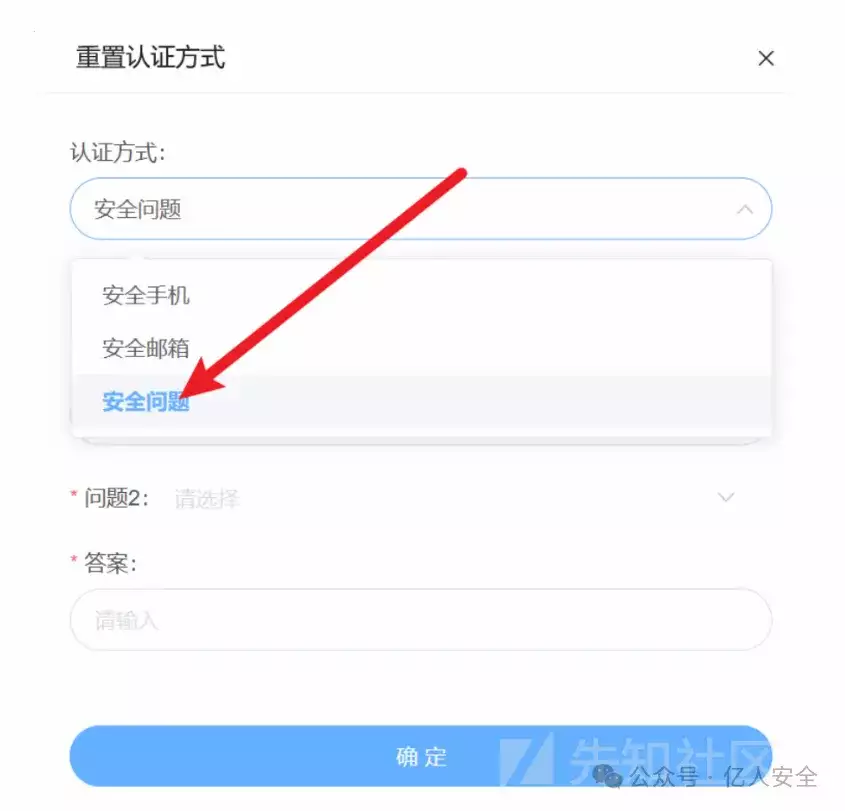 重置认证方式
认证方式:
安全问题
安全手机
安全邮箱
安全问题
* 问题2: 请选择
* 答案:
请输入
确 定
先知社区
公众号 · 亿人安全